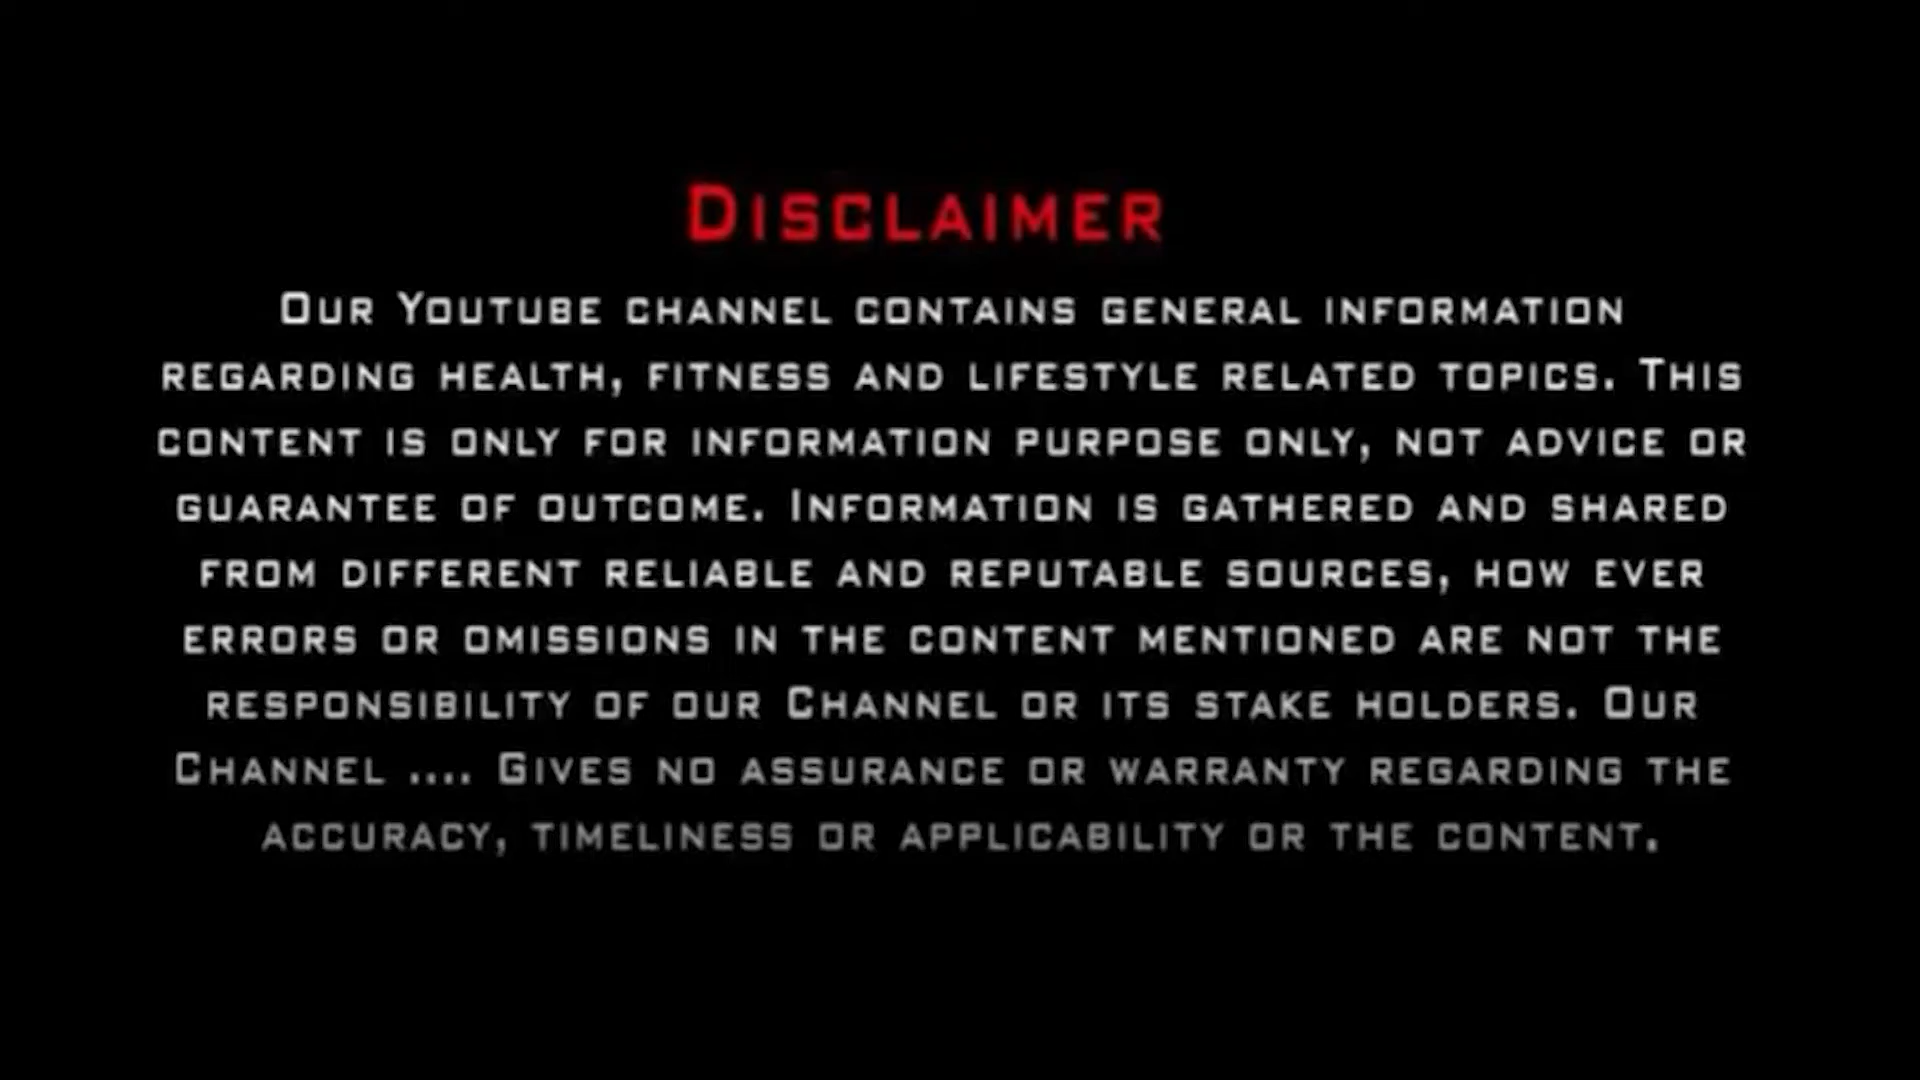 Disclaimer
Our Youtube channel contains general information
regarding health, fitness and lifestyle related topics. This
content is only for information purpose only, not advice or
guarantee of outcome. Information is gathered and shared
from different reliable and reputable sources, how ever
errors or omissions in the content mentioned are not the
responsibility of our Channel or its stake holders. Our
Channel .... Gives no assurance or warranty regarding the
accuracy, timeliness or applicability or the content.